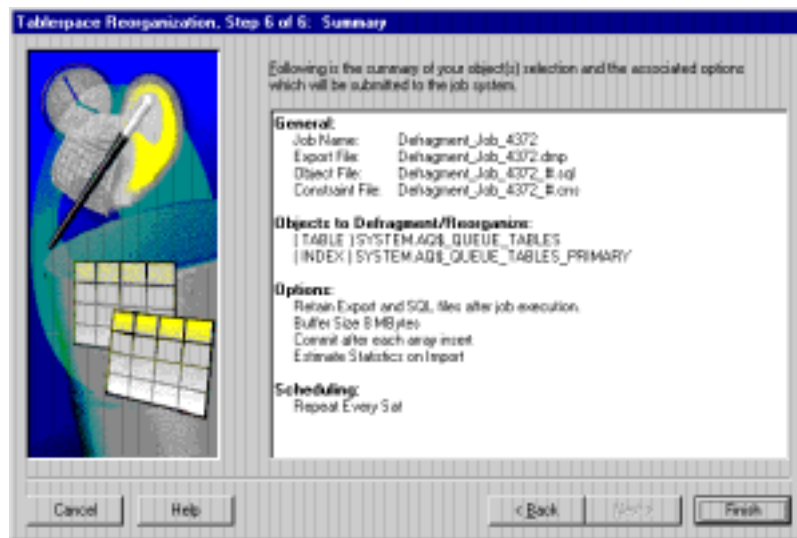 Tablespace Reorganization, Step 6 of 6: Summary
Following is the summary of your object(s) selection and the associated options
which will be submitted to the job system.
General:
Job Name: Defragment_Job_4372
Export File: Defragment_Job_4372.dmp
Object File: Defragment_Job_4372_#.sql
Constraint File: Defragment_Job_4372_#.cns
Objects to Defragment/Reorganize:
[ TABLE ] SYSTEM.AQ$_QUEUE_TABLES
[ INDEX ] SYSTEM.AQ$_QUEUE_TABLES_PRIMARY
Options:
Retain Export and SQL files after job execution.
Buffer Size 8 MBytes
Commit after each array insert
Estimate Statistics on Import
Scheduling:
Repeat Every Sat
Cancel Help < Back Next > Finish